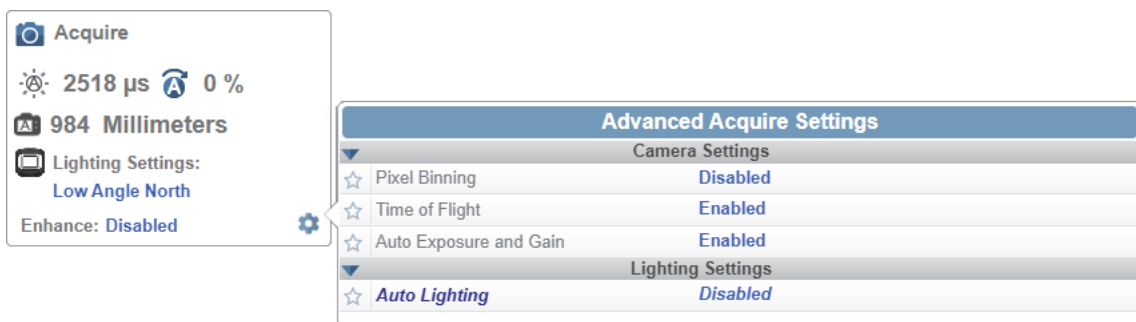 Acquire
2518 µs 0 %
984 Millimeters
Lighting Settings:
Low Angle North
Enhance: Disabled
Advanced Acquire Settings
Camera Settings
Pixel Binning Disabled
Time of Flight Enabled
Auto Exposure and Gain Enabled
Lighting Settings
Auto Lighting Disabled